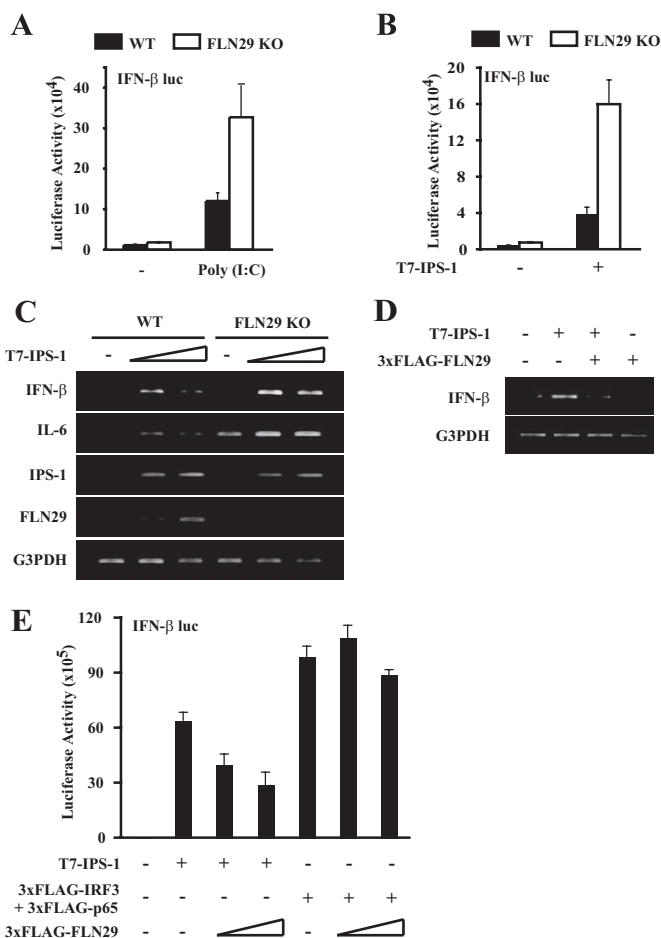 A
WT FLN29 KO
IFN-β luc
Luciferase Activity (x10⁴)
40
30
20
10
0
- Poly (I:C)
B
WT FLN29 KO
IFN-β luc
Luciferase Activity (x10⁴)
20
16
12
8
4
0
T7-IPS-1 - +
C
WT FLN29 KO
T7-IPS-1 - -
IFN-β
IL-6
IPS-1
FLN29
G3PDH
D
T7-IPS-1 - + + -
3xFLAG-FLN29 - - + +
IFN-β
G3PDH
E
IFN-β luc
Luciferase Activity (x10⁵)
120
90
60
30
0
T7-IPS-1 - + + + - - -
3xFLAG-IRF3
+ 3xFLAG-p65 - - - - + + +
3xFLAG-FLN29 - - -